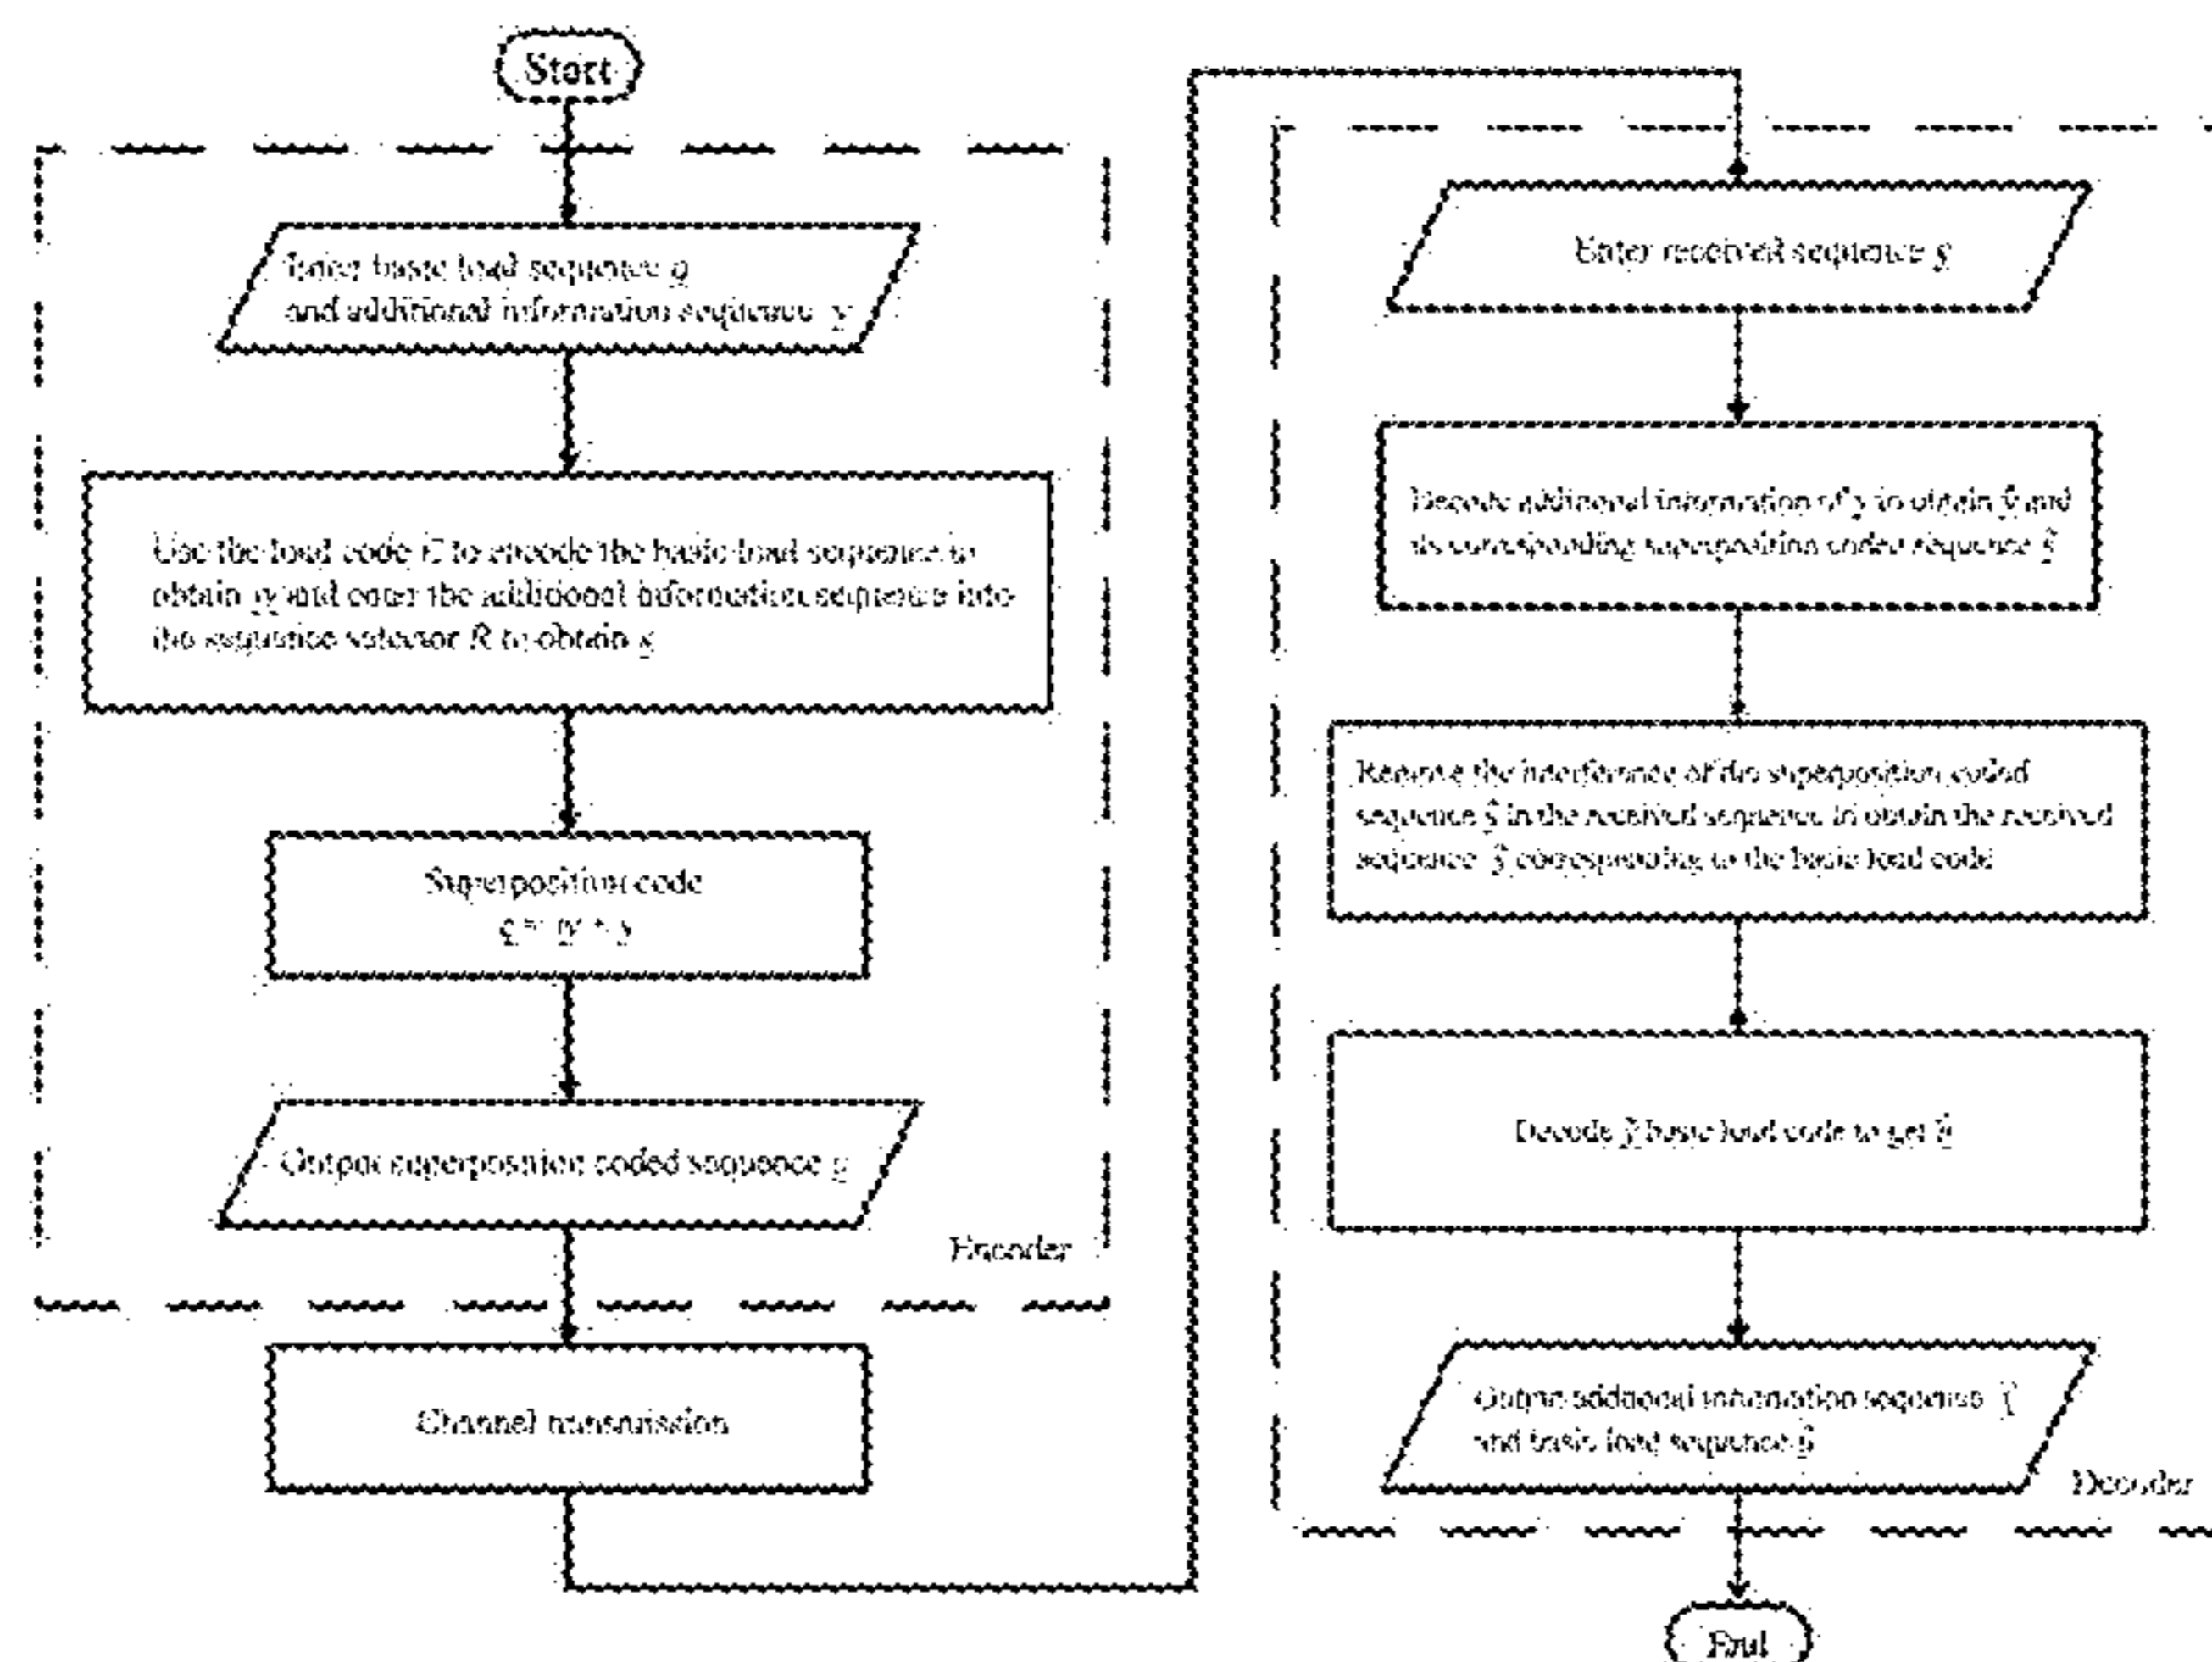 Start
Enter basic load sequence
and additional information sequence
Use the load code C to encode the basic load sequence to
obtain and enter the additional information sequence into
the sequence selector R to obtain
Superposition code
Output superposition coded sequence
Encoder
Channel transmission
Enter received sequence
Decode additional information of to obtain and
its corresponding superposition coded sequence
Remove the interference of the superposition coded
sequence in the received sequence to obtain the received
sequence corresponding to the basic load code
Decode basic load code to get
Output additional information sequence
and basic load sequence
Decoder
End